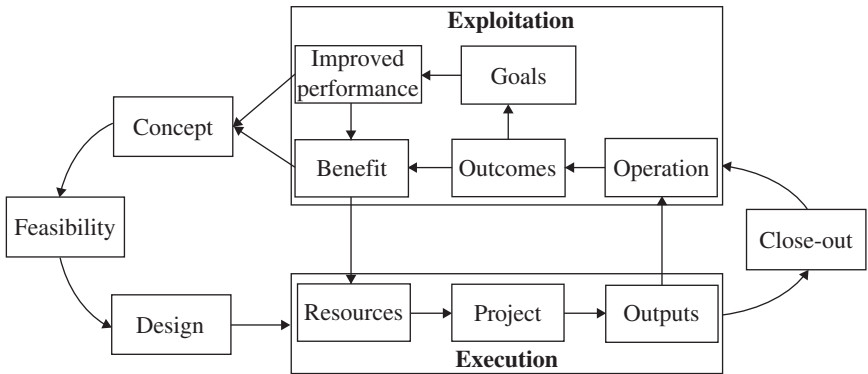 Exploitation
Improved
performance
Goals
Concept
Benefit
Outcomes
Operation
Feasibility
Close-out
Design
Resources
Project
Outputs
Execution